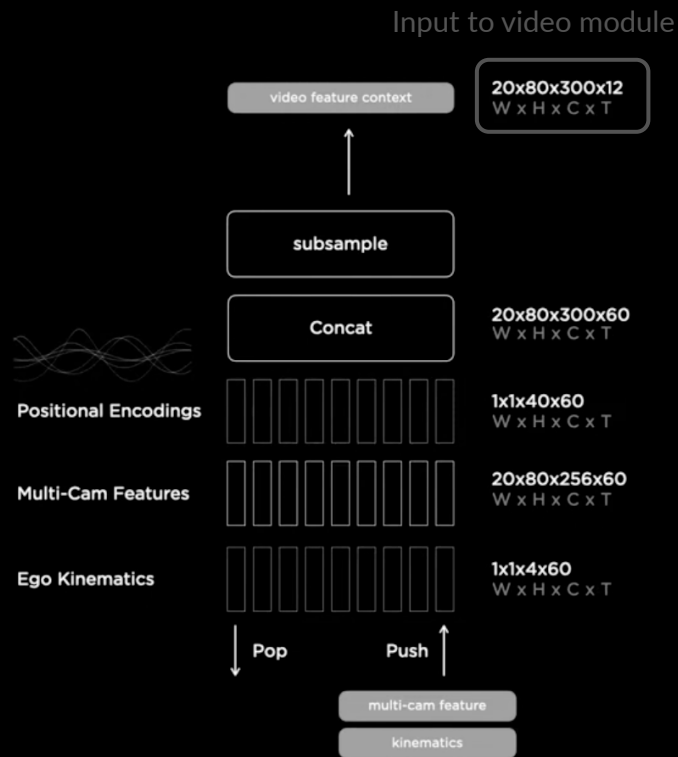 Input to video module
video feature context
20x80x300x12
W x H x C x T
subsample
Concat
20x80x300x60
W x H x C x T
Positional Encodings
1x1x40x60
W x H x C x T
Multi-Cam Features
20x80x256x60
W x H x C x T
Ego Kinematics
1x1x4x60
W x H x C x T
Pop
Push
multi-cam feature
kinematics